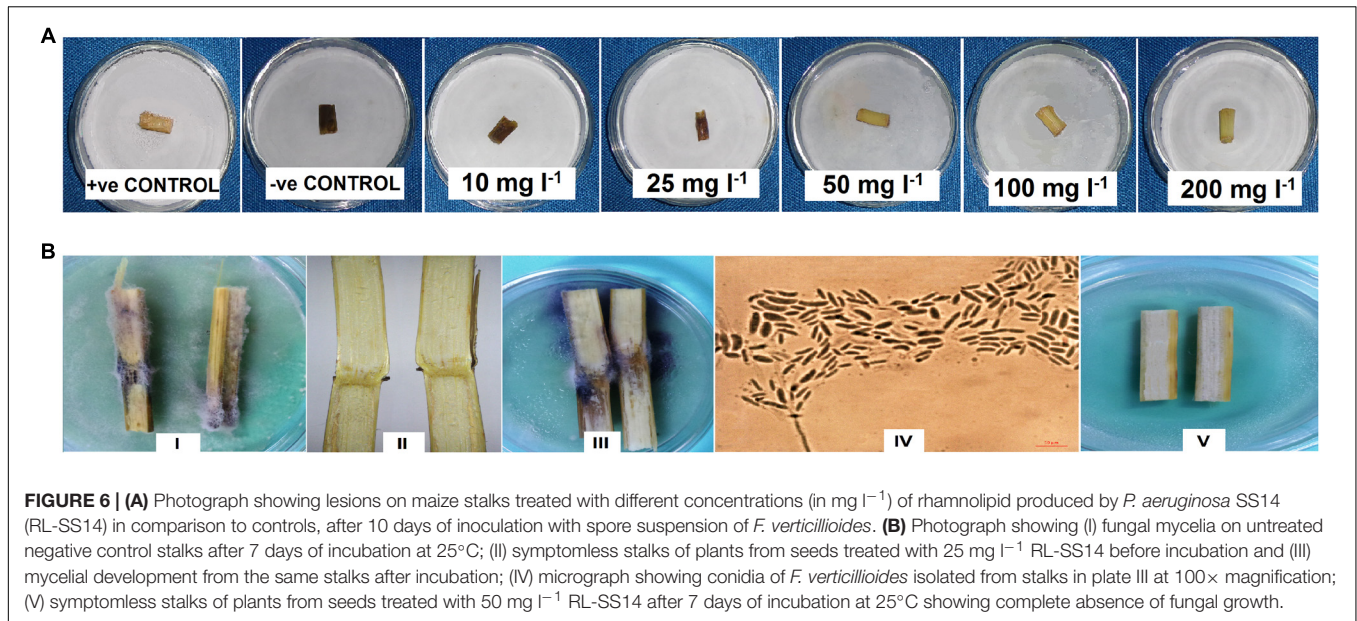 A
+ve CONTROL
-ve CONTROL
10 mg l⁻¹
25 mg l⁻¹
50 mg l⁻¹
100 mg l⁻¹
200 mg l⁻¹
B
I
II
III
IV
V
FIGURE 6 | (A) Photograph showing lesions on maize stalks treated with different concentrations (in mg l⁻¹) of rhamnolipid produced by P. aeruginosa SS14
(RL-SS14) in comparison to controls, after 10 days of inoculation with spore suspension of F. verticillioides. (B) Photograph showing (I) fungal mycelia on untreated
negative control stalks after 7 days of incubation at 25°C; (II) symptomless stalks of plants from seeds treated with 25 mg l⁻¹ RL-SS14 before incubation and (III)
mycelial development from the same stalks after incubation; (IV) micrograph showing conidia of F. verticillioides isolated from stalks in plate III at 100× magnification;
(V) symptomless stalks of plants from seeds treated with 50 mg l⁻¹ RL-SS14 after 7 days of incubation at 25°C showing complete absence of fungal growth.